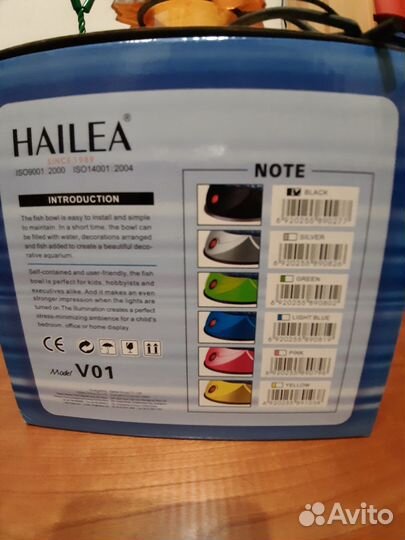 HAILEA®
SINCE 1989
ISO9001:2000 ISO14001:2004
INTRODUCTION
The fish bowl is easy to install and simple
to maintain. In a short time, the bowl can
be filled with water, decorations arranged
and fish added to create a beautiful deco-
rative aquarium.
Self-contained and user-friendly, the fish
bowl is perfect for kids, hobbyists and
executives alike. And it makes an even
stronger impression when the lights are
turned on. The illumination creates a perfect
stress-minimizing ambience for a child's
bedroom, office or home display.
CE
Model V01
NOTE
BLACK
6 920255 890277
SILVER
GREEN
LIGHT BLUE
PINK
YELLOW
Avito